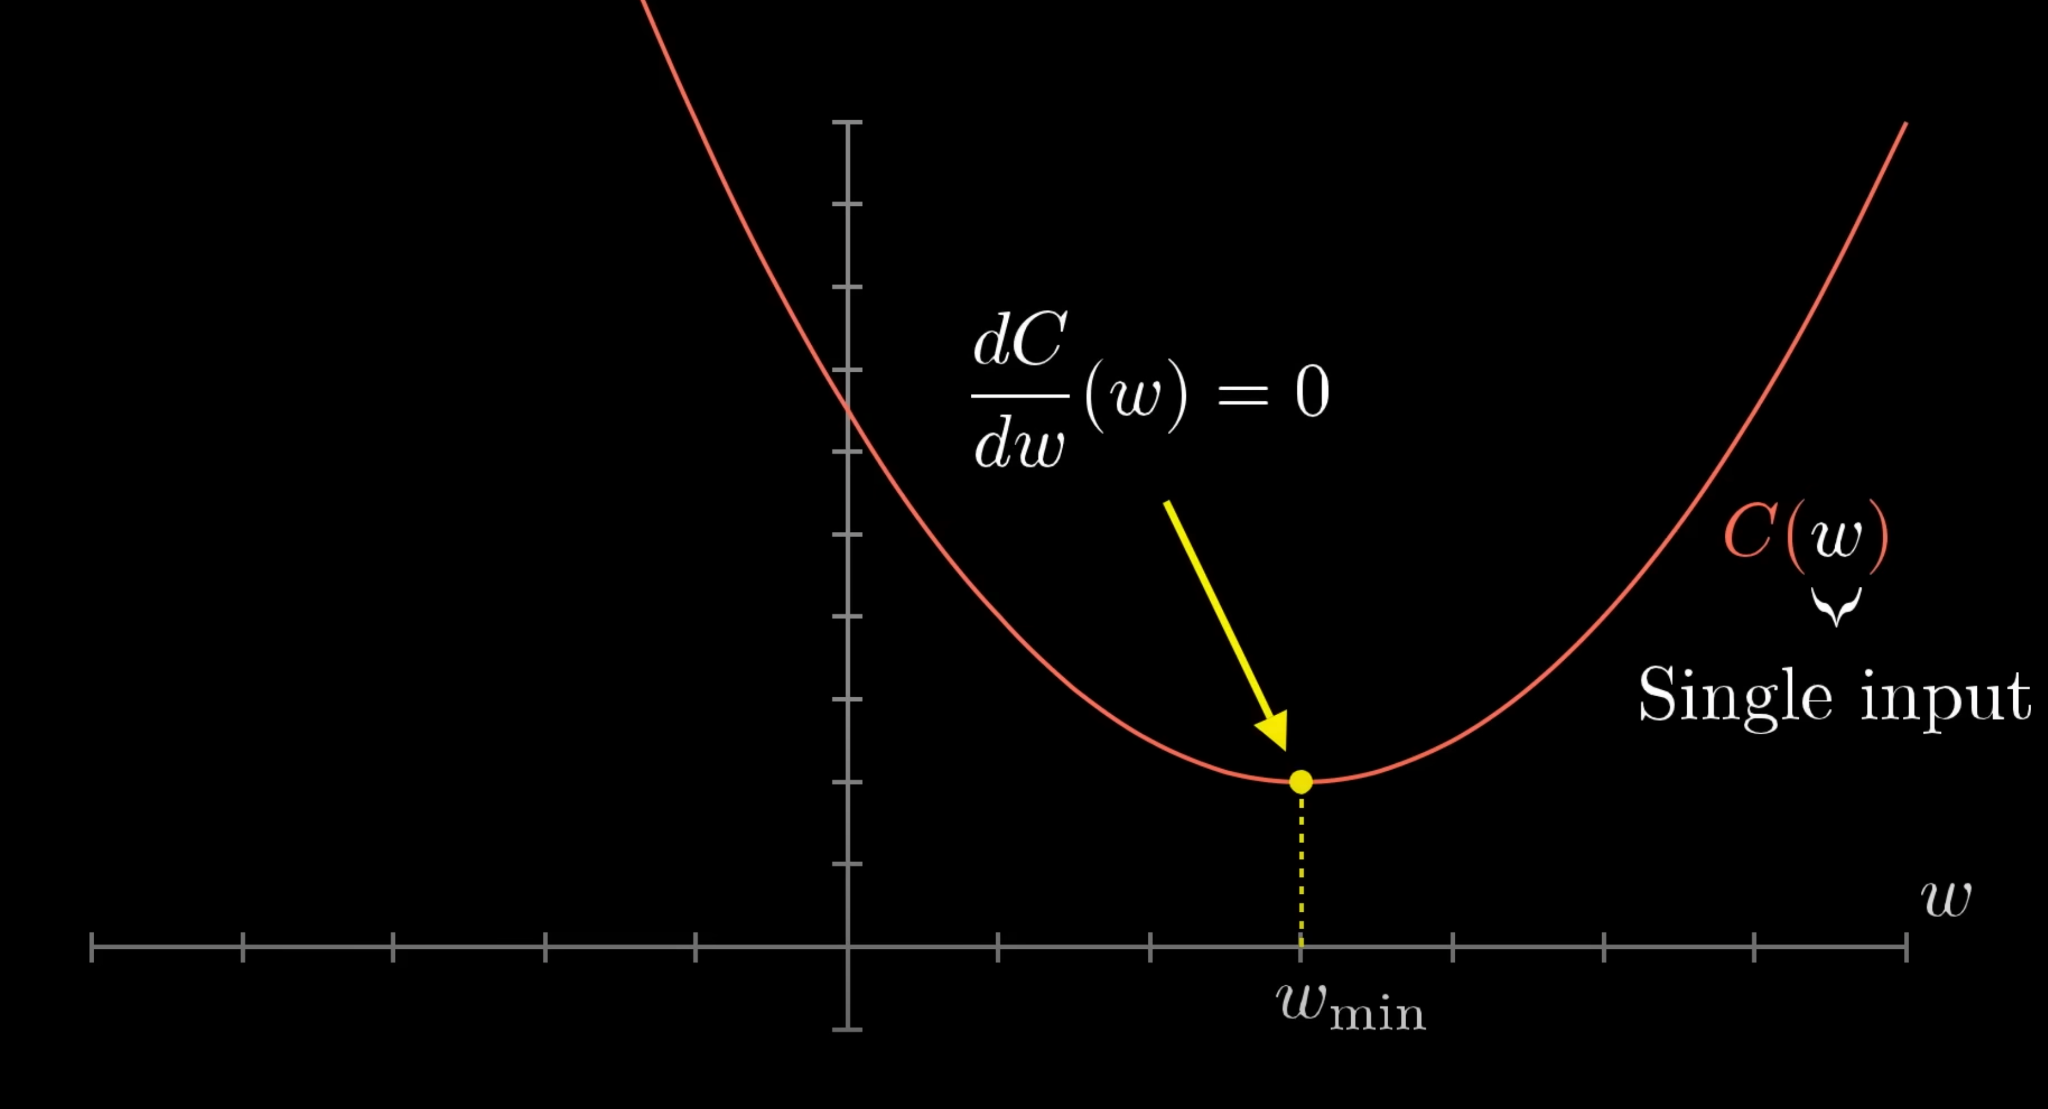 dC/dw (w) = 0
C(w)
Single input
w
w_min